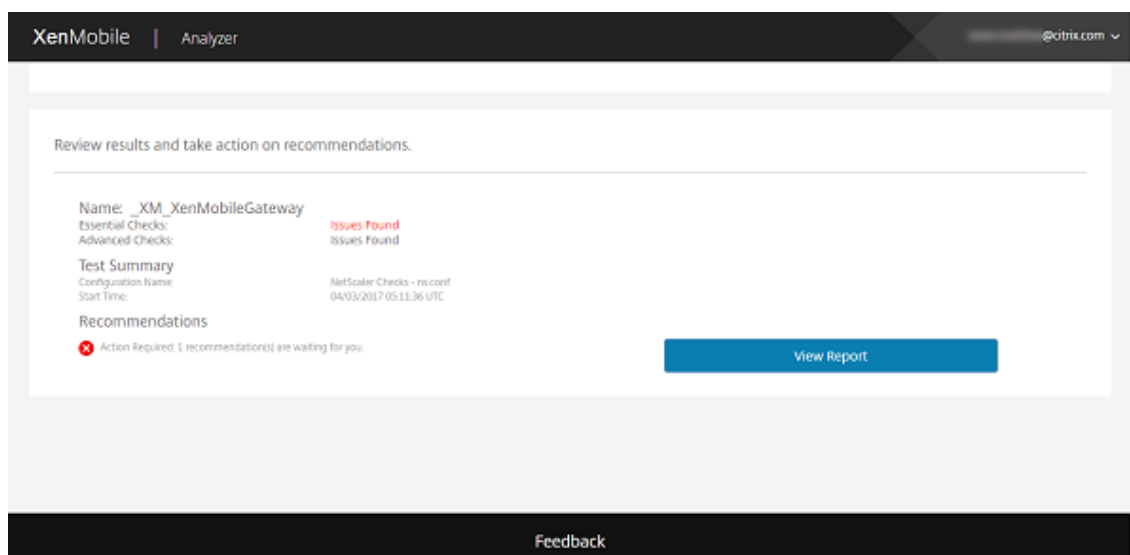 XenMobile | Analyzer
@citrix.com
Review results and take action on recommendations.
Name: _XM_XenMobileGateway
Essential Checks: Issues Found
Advanced Checks: Issues Found
Test Summary
Configuration Name: NetScaler Checks - ns.conf
Start Time: 04/03/2017 05:11:36 UTC
Recommendations
Action Required: 1 recommendation(s) are waiting for you.
View Report
Feedback